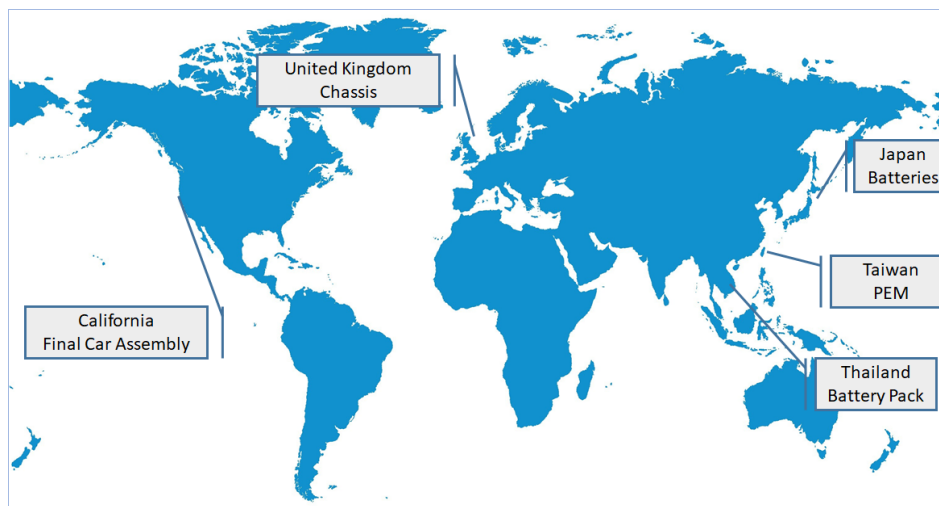 United Kingdom
Chassis
Japan
Batteries
Taiwan
PEM
California
Final Car Assembly
Thailand
Battery Pack